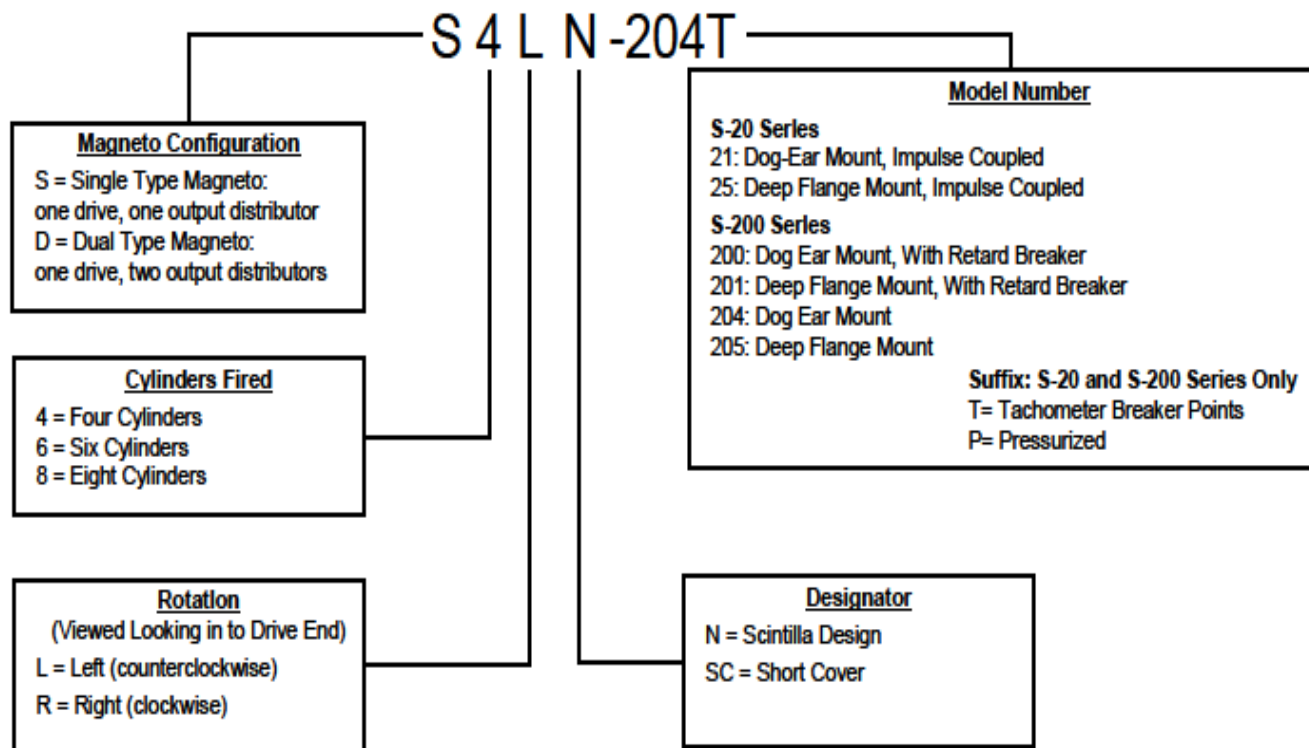 S 4 L N -204T
Magneto Configuration
S = Single Type Magneto:
one drive, one output distributor
D = Dual Type Magneto:
one drive, two output distributors
Cylinders Fired
4 = Four Cylinders
6 = Six Cylinders
8 = Eight Cylinders
Rotation
(Viewed Looking in to Drive End)
L = Left (counterclockwise)
R = Right (clockwise)
Model Number
S-20 Series
21: Dog-Ear Mount, Impulse Coupled
25: Deep Flange Mount, Impulse Coupled
S-200 Series
200: Dog Ear Mount, With Retard Breaker
201: Deep Flange Mount, With Retard Breaker
204: Dog Ear Mount
205: Deep Flange Mount
Suffix: S-20 and S-200 Series Only
T= Tachometer Breaker Points
P= Pressurized
Designator
N = Scintilla Design
SC = Short Cover